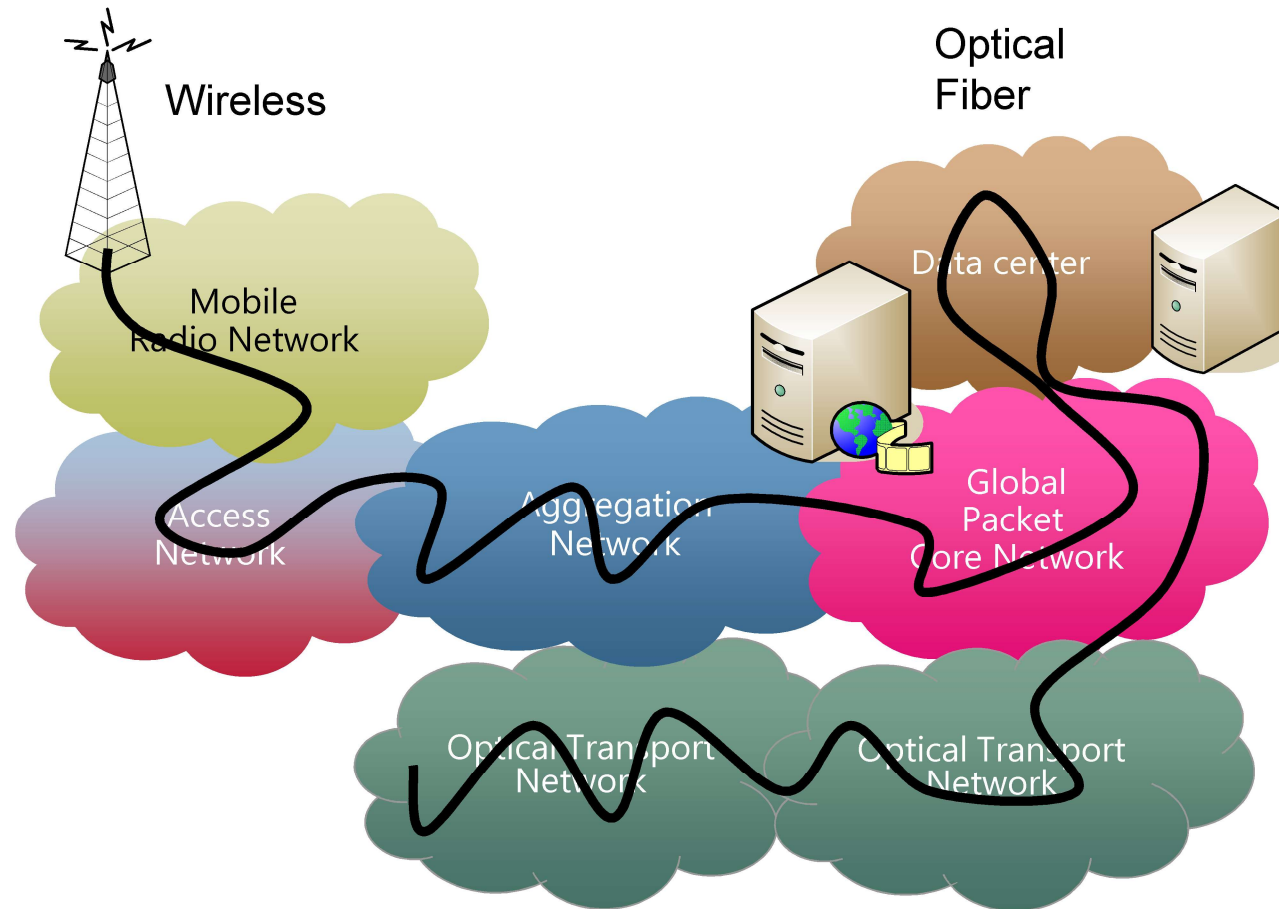 Wireless
Optical
Fiber
Data center
Mobile
Radio Network
Access
Network
Aggregation
Network
Global
Packet
Core Network
Optical Transport
Network
Optical Transport
Network